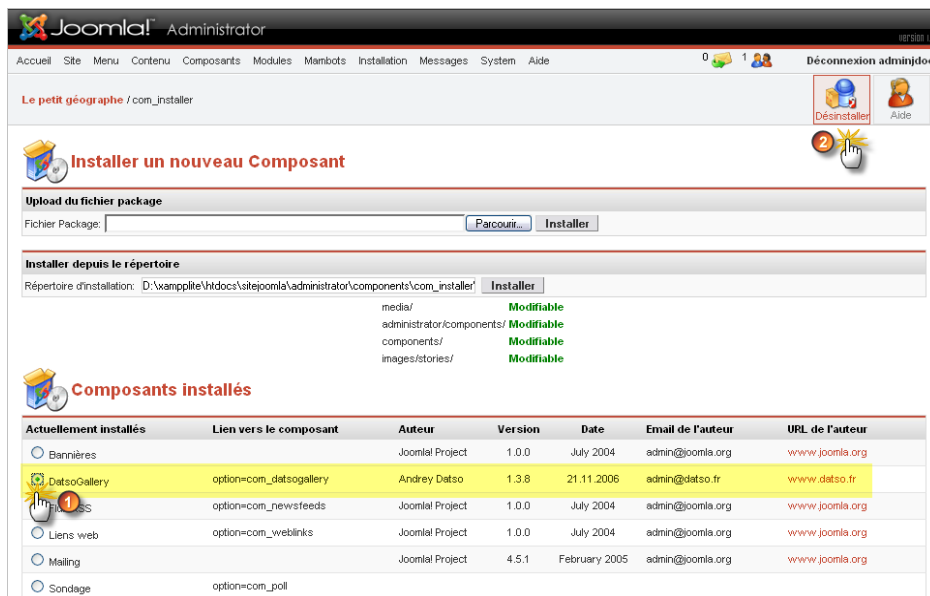 Joomla! Administrator
version
Accueil Site Menu Contenu Composants Modules Mambots Installation Messages System Aide 0 1 Déconnexion adminjdo
Le petit géographe / com_installer
Désinstaller Aide
2
Installer un nouveau Composant
Upload du fichier package
Fichier Package: Parcourir... Installer
Installer depuis le répertoire
Répertoire d'installation: D:\xampplite\htdocs\sitejoomla\administrator\components\com_installer\ Installer
media/ Modifiable
administrator/components/ Modifiable
components/ Modifiable
images/stories/ Modifiable
Composants installés
Actuellement installés Lien vers le composant Auteur Version Date Email de l'auteur URL de l'auteur
Bannières Joomla! Project 1.0.0 July 2004 admin@joomla.org www.joomla.org
DatsoGallery option=com_datsogallery Andrey Datso 1.3.8 21.11.2006 admin@datso.fr www.datso.fr
1
option=com_newsfeeds Joomla! Project 1.0.0 July 2004 admin@joomla.org www.joomla.org
Liens web option=com_weblinks Joomla! Project 1.0.0 July 2004 admin@joomla.org www.joomla.org
Mailing Joomla! Project 4.5.1 February 2005 admin@joomla.org www.joomla.org
Sondage option=com_poll